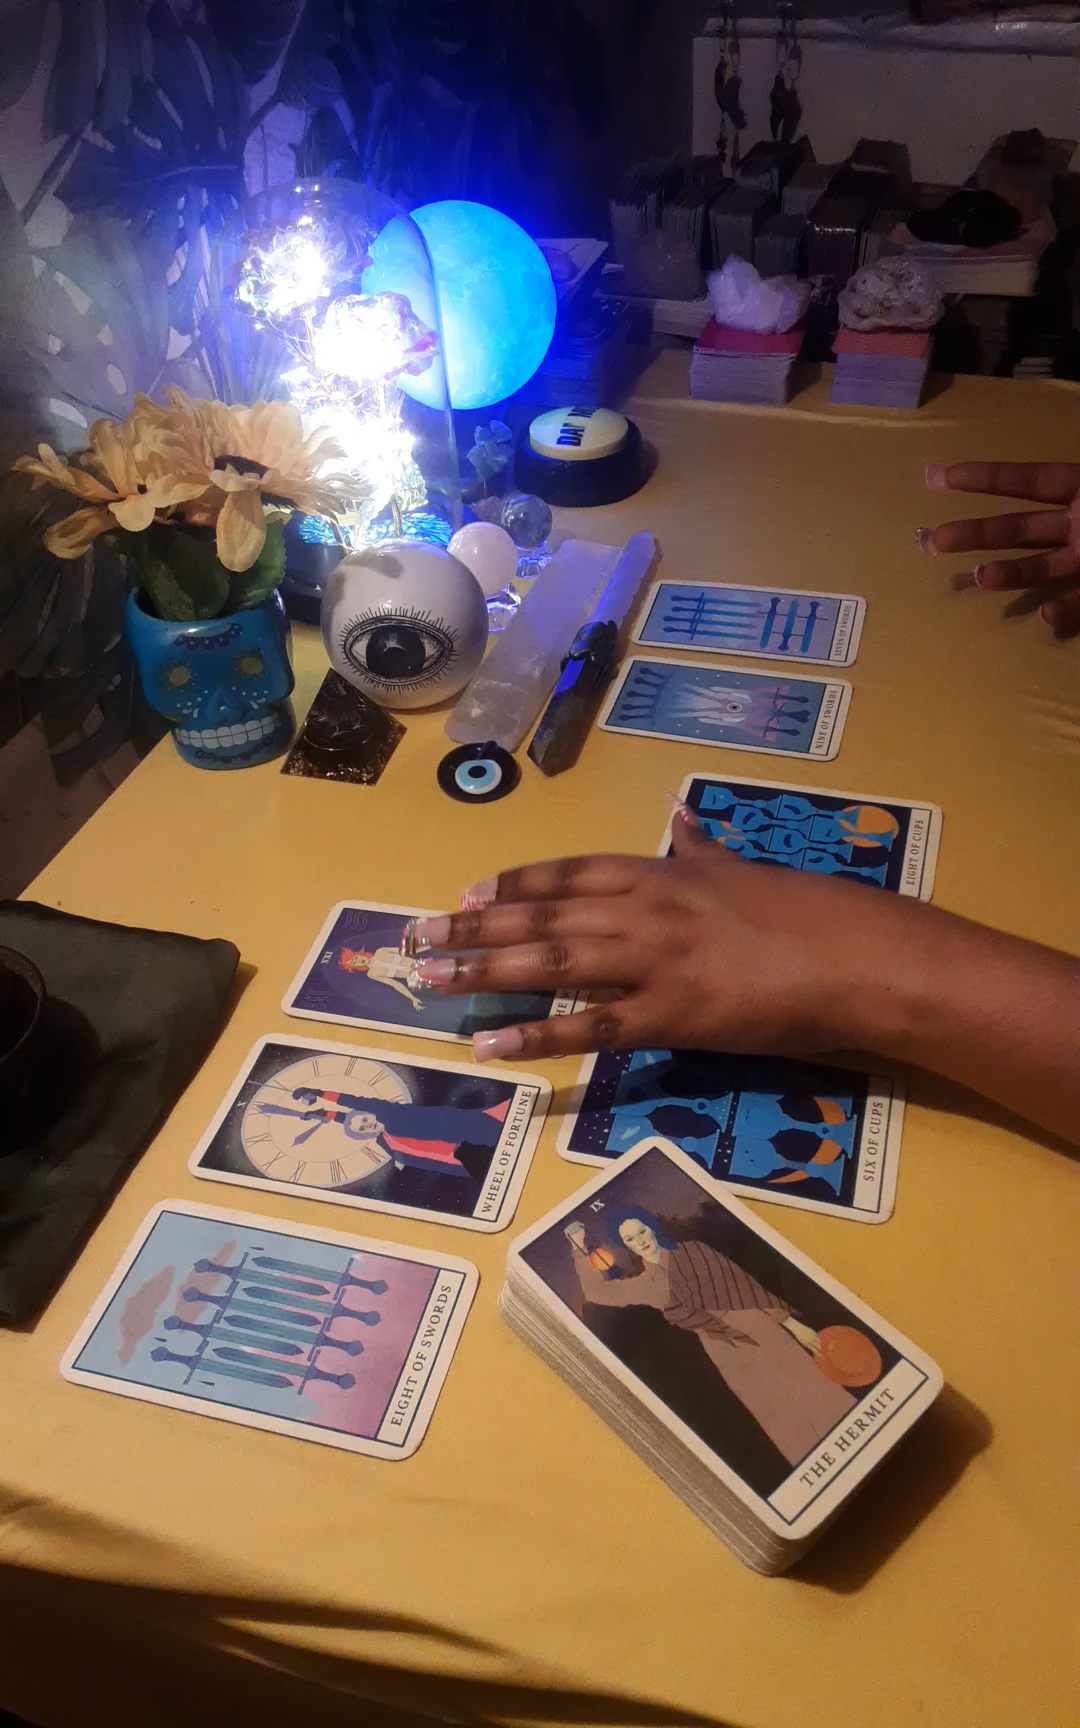 SEVEN OF SWORDS
NINE OF SWORDS
EIGHT OF CUPS
XXI
X
WHEEL OF FORTUNE
SIX OF CUPS
EIGHT OF SWORDS
IX
THE HERMIT